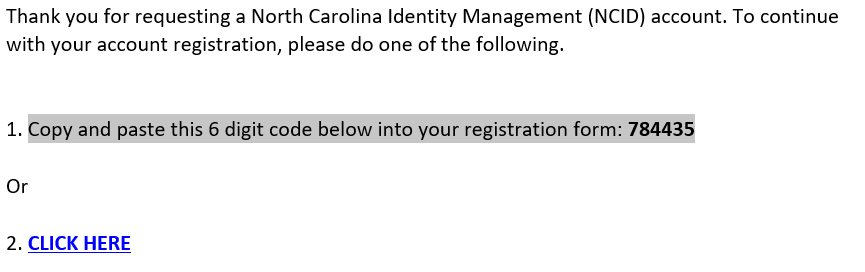 Thank you for requesting a North Carolina Identity Management (NCID) account. To continue
with your account registration, please do one of the following.
1. Copy and paste this 6 digit code below into your registration form: 784435
Or
2. CLICK HERE